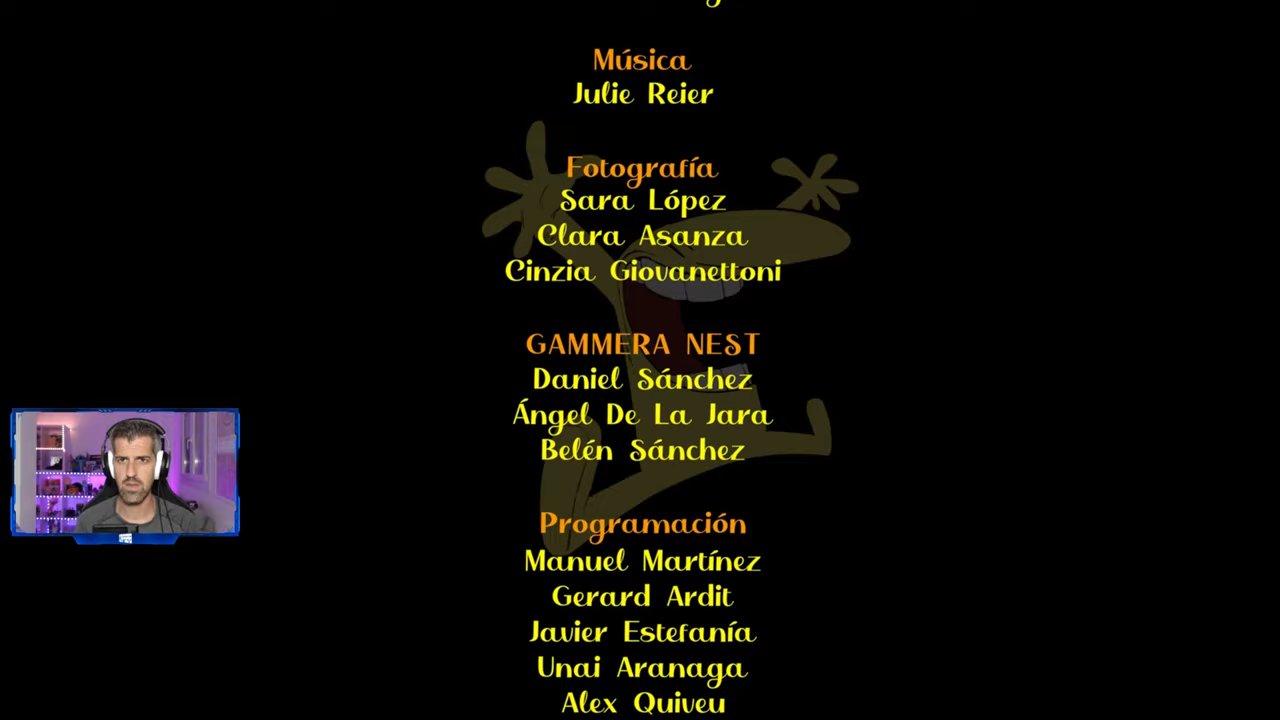 Música
Julie Reier
Fotografía
Sara López
Clara Asanza
Cinzia Giovanettoni
GAMMERA NEST
Daniel Sánchez
Ángel De La Jara
Belén Sánchez
Programación
Manuel Martínez
Gerard Ardit
Javier Estefanía
Unai Aranaga
Alex Quiveu